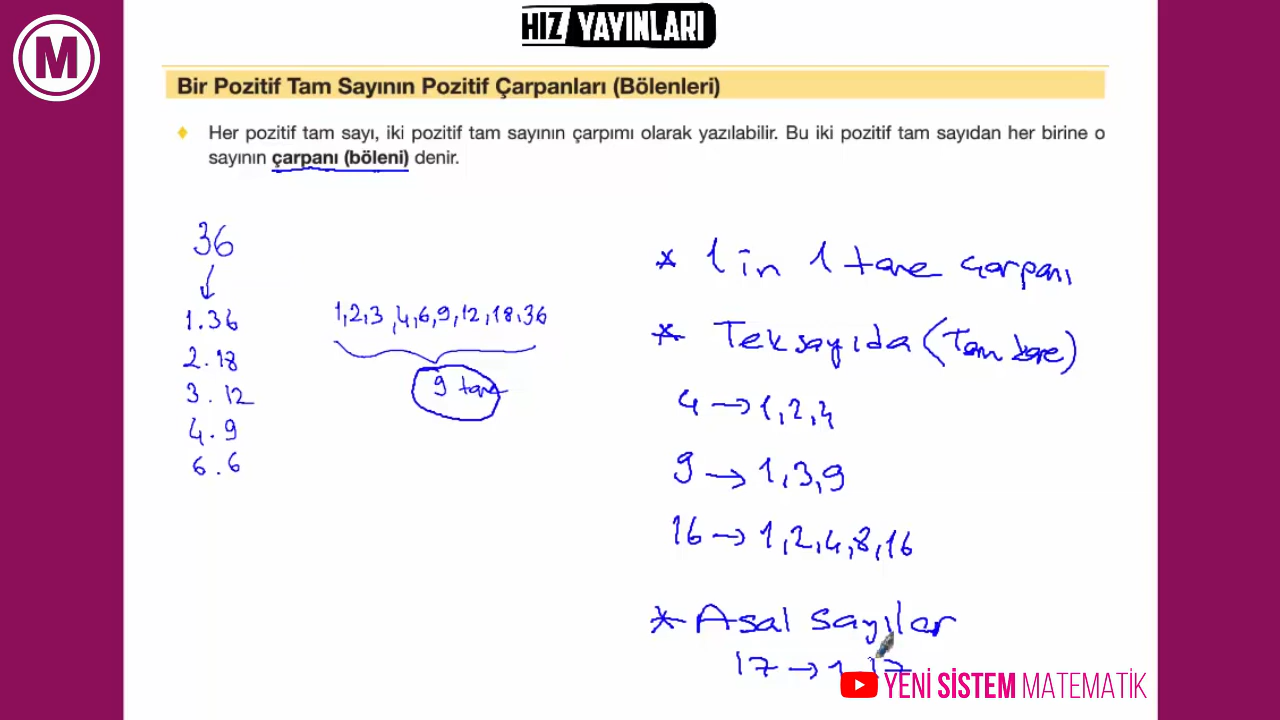 HIZ YAYINLARI
M
Bir Pozitif Tam Sayının Pozitif Çarpanları (Bölenleri)
Her pozitif tam sayı, iki pozitif tam sayının çarpımı olarak yazılabilir. Bu iki pozitif tam sayıdan her birine o
sayının çarpanı (böleni) denir.
36
1.36
2.18
3.12
4.9
6.6
1,2,3,4,6,9,12,18,36
9 tane
* 1 in 1 tane çarpanı
* Tek sayıda (Tam kare)
4 → 1,2,4
9 → 1,3,9
16 → 1,2,4,8,16
* Asal sayılar
17 → 1,17
YENİ SİSTEM MATEMATİK